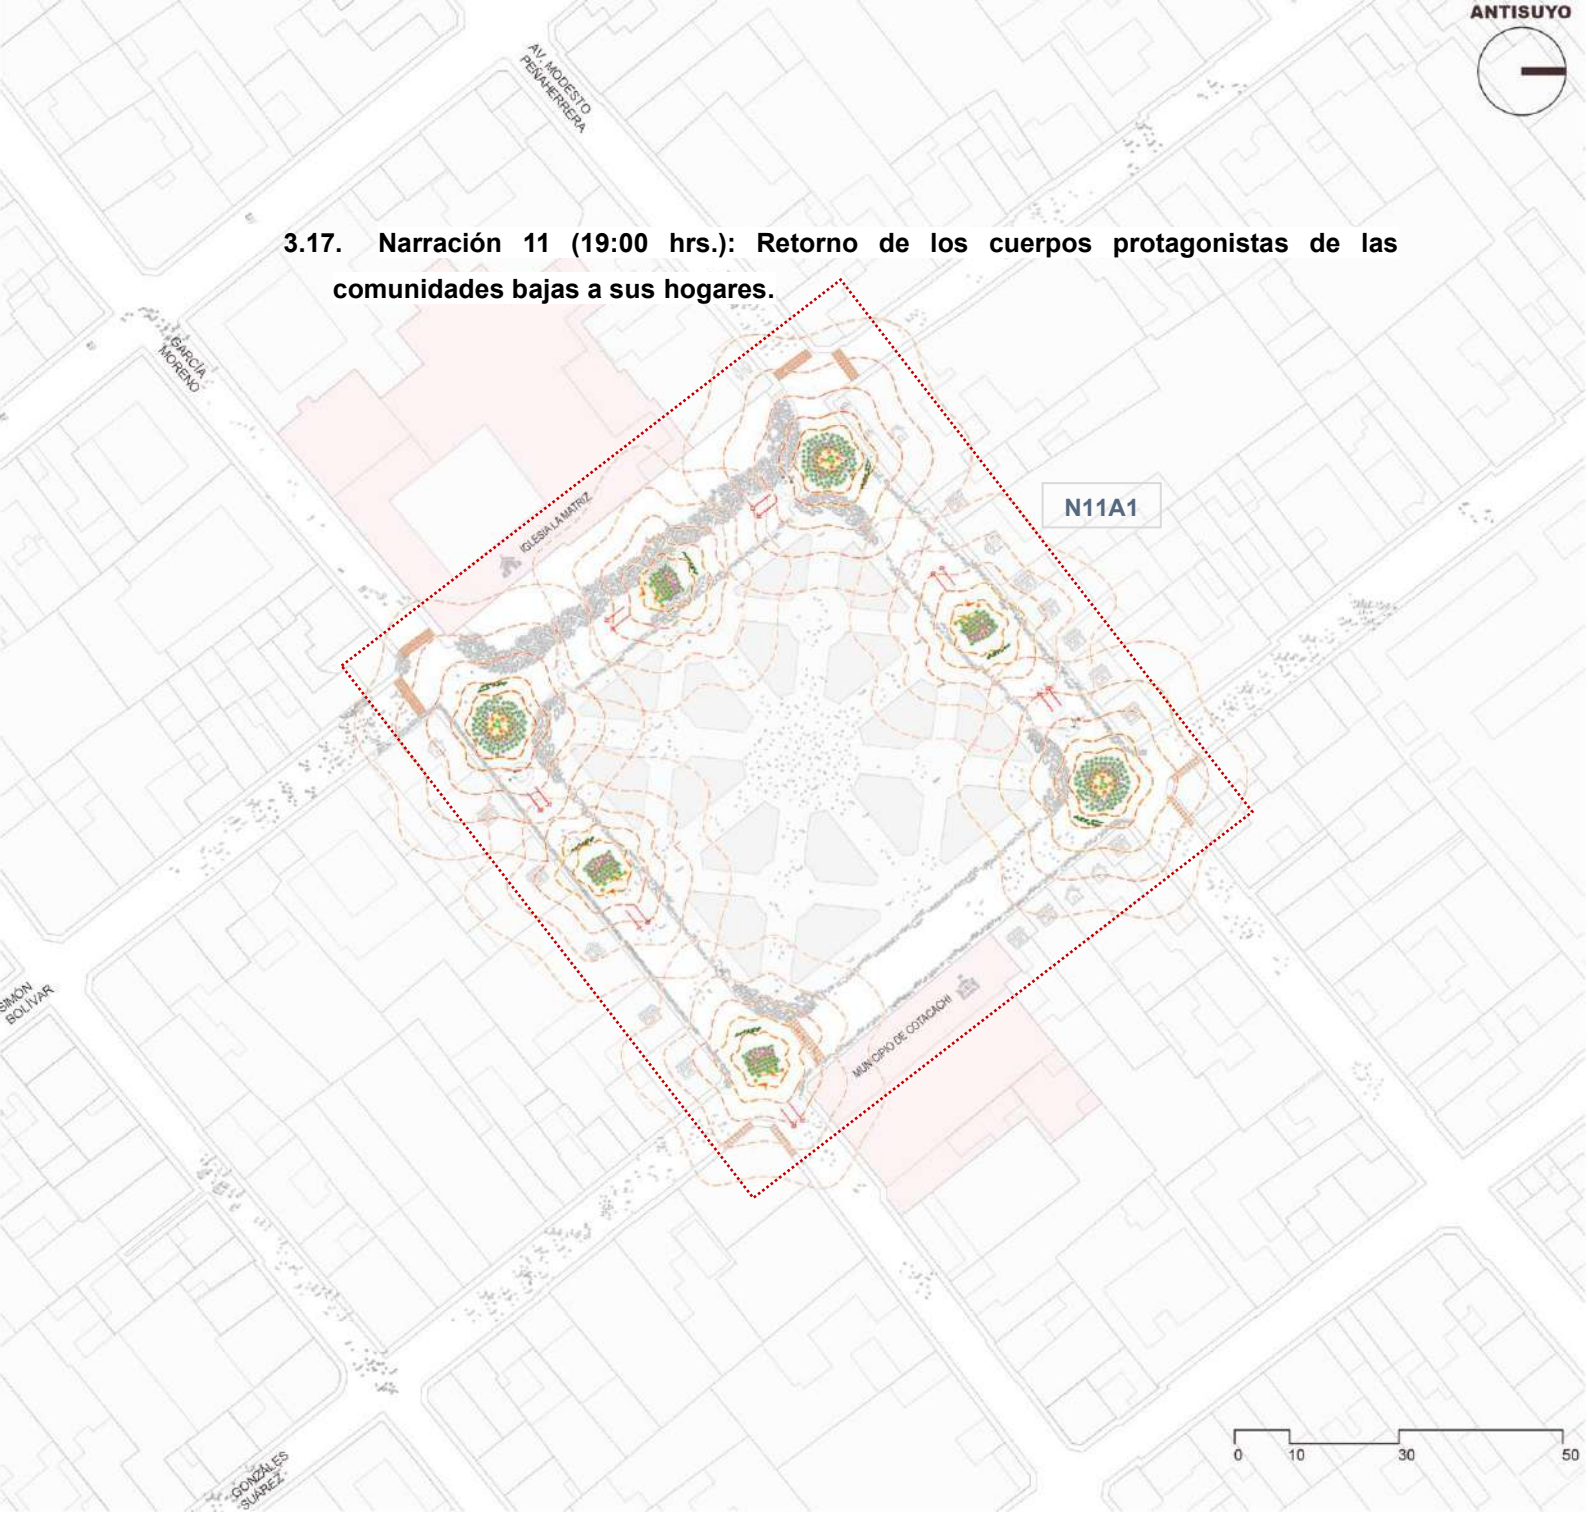 ANTISUYO
AV. MODESTO
PEÑAHERRERA
3.17. Narración 11 (19:00 hrs.): Retorno de los cuerpos protagonistas de las
comunidades bajas a sus hogares.
GARCÍA
MORENO
IGLESIA LA MATRIZ
N11A1
SIMÓN
BOLÍVAR
MUNICIPIO DE COTACACHI
GONZÁLES
SUÁREZ
0 10 30 50